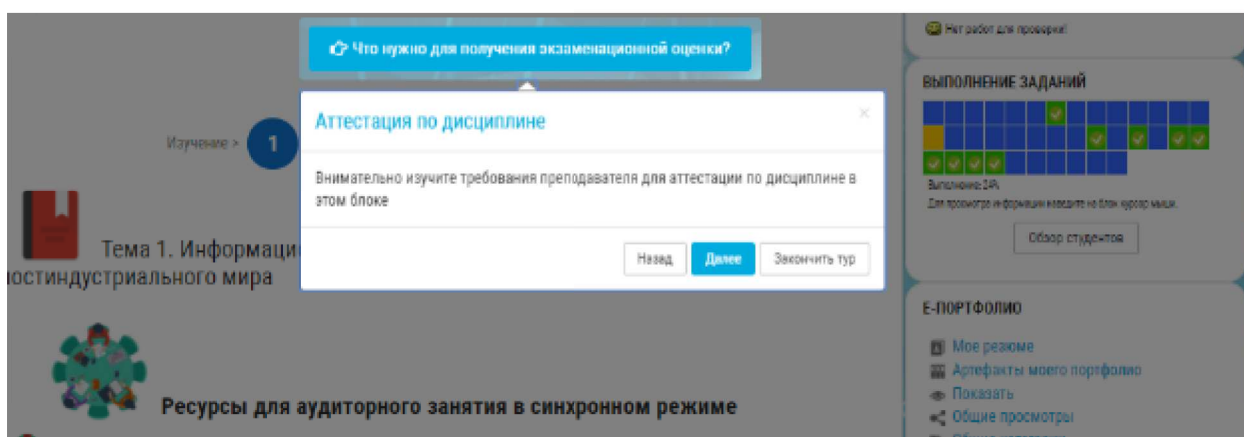 Что нужно для получения экзаменационной оценки?
Аттестация по дисциплине
Внимательно изучите требования преподавателя для аттестации по дисциплине в
этом блоке
Назад
Далее
Закончить тур
Изучение >
1
Тема 1. Информаци
остиндустриального мира
Ресурсы для аудиторного занятия в синхронном режиме
Нет работ для проверки!
ВЫПОЛНЕНИЕ ЗАДАНИЙ
Выполнение: 24%
Для просмотра информации наведите на блок курсор мыши.
Обзор студентов
Е-ПОРТФОЛИО
Мое резюме
Артефакты моего портфолио
Показать
Общие просмотры